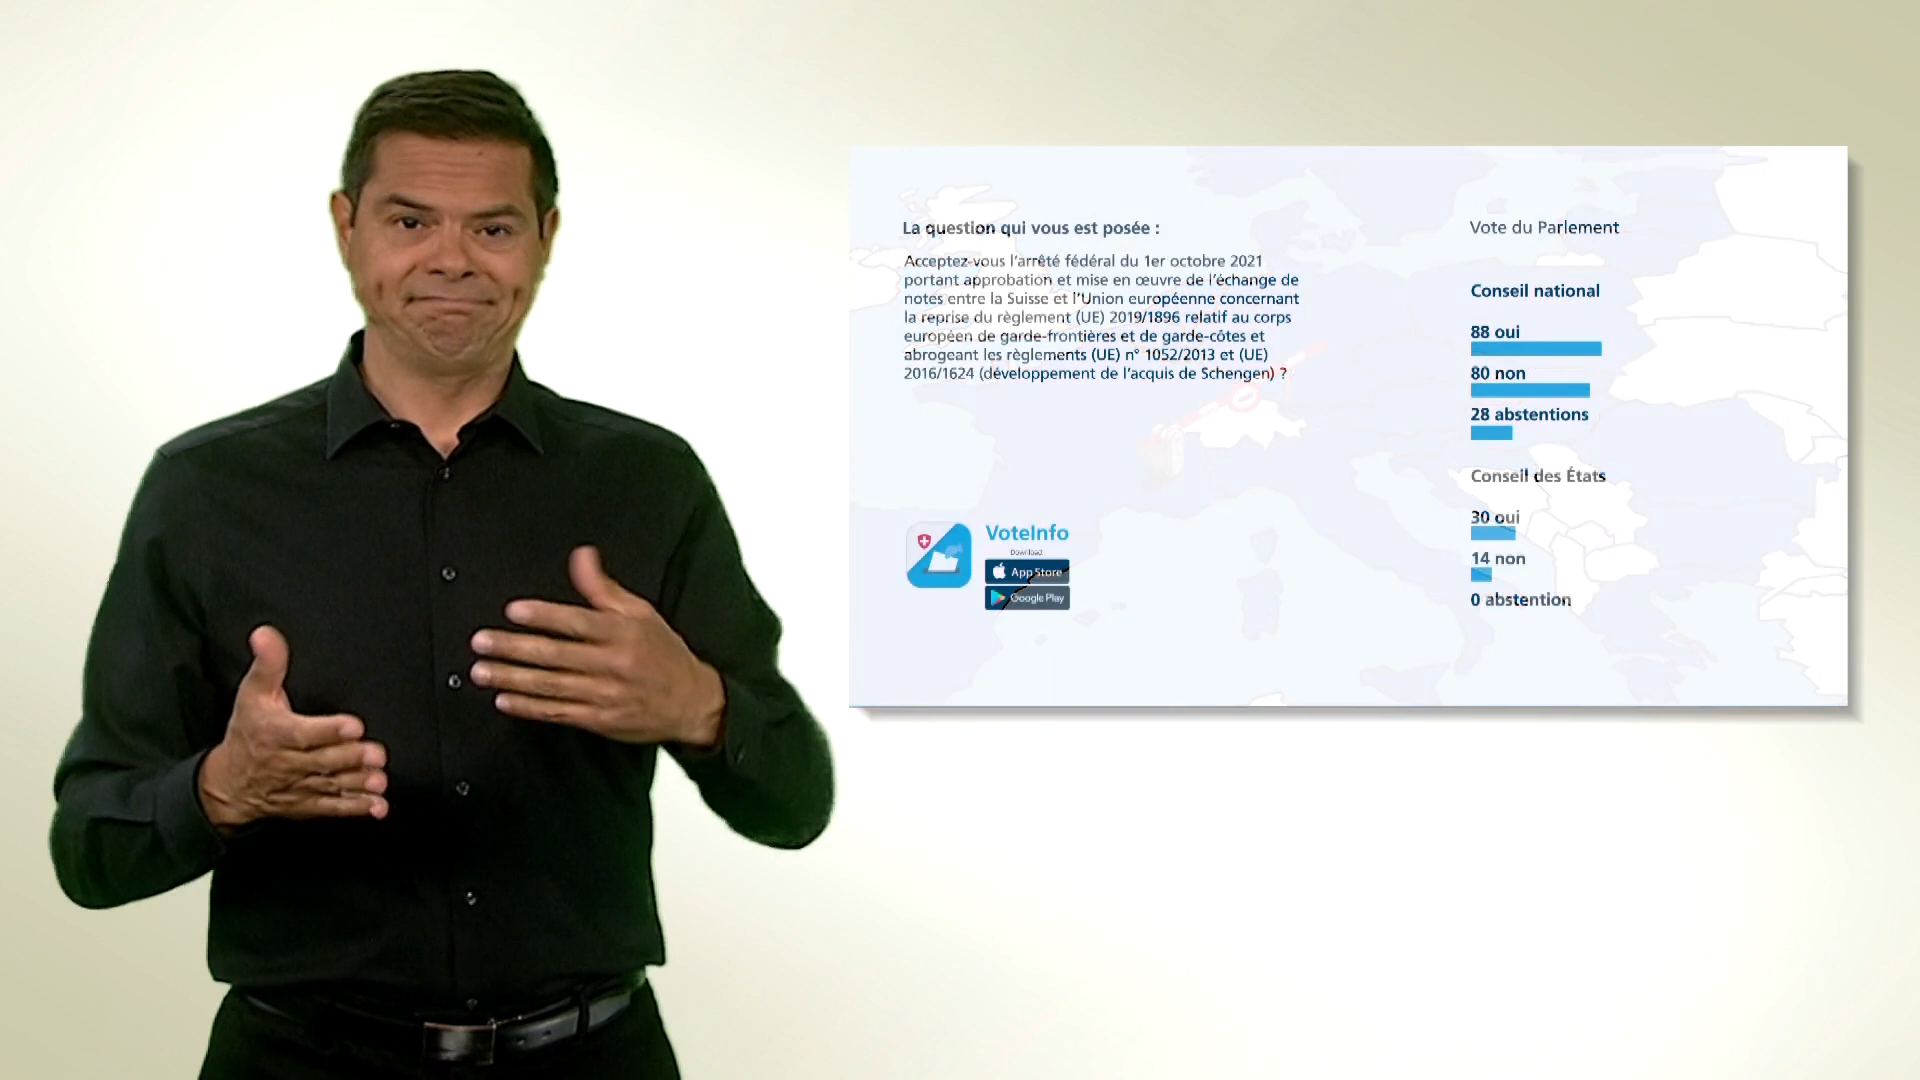 La question qui vous est posée :
Acceptez-vous l'arrêté fédéral du 1er octobre 2021
portant approbation et mise en œuvre de l'échange de
notes entre la Suisse et l'Union européenne concernant
la reprise du règlement (UE) 2019/1896 relatif au corps
européen de garde-frontières et de garde-côtes et
abrogeant les règlements (UE) n° 1052/2013 et (UE)
2016/1624 (développement de l'acquis de Schengen) ?
VoteInfo
Download
App Store
Google Play
Vote du Parlement
Conseil national
88 oui
80 non
28 abstentions
Conseil des États
30 oui
14 non
0 abstention